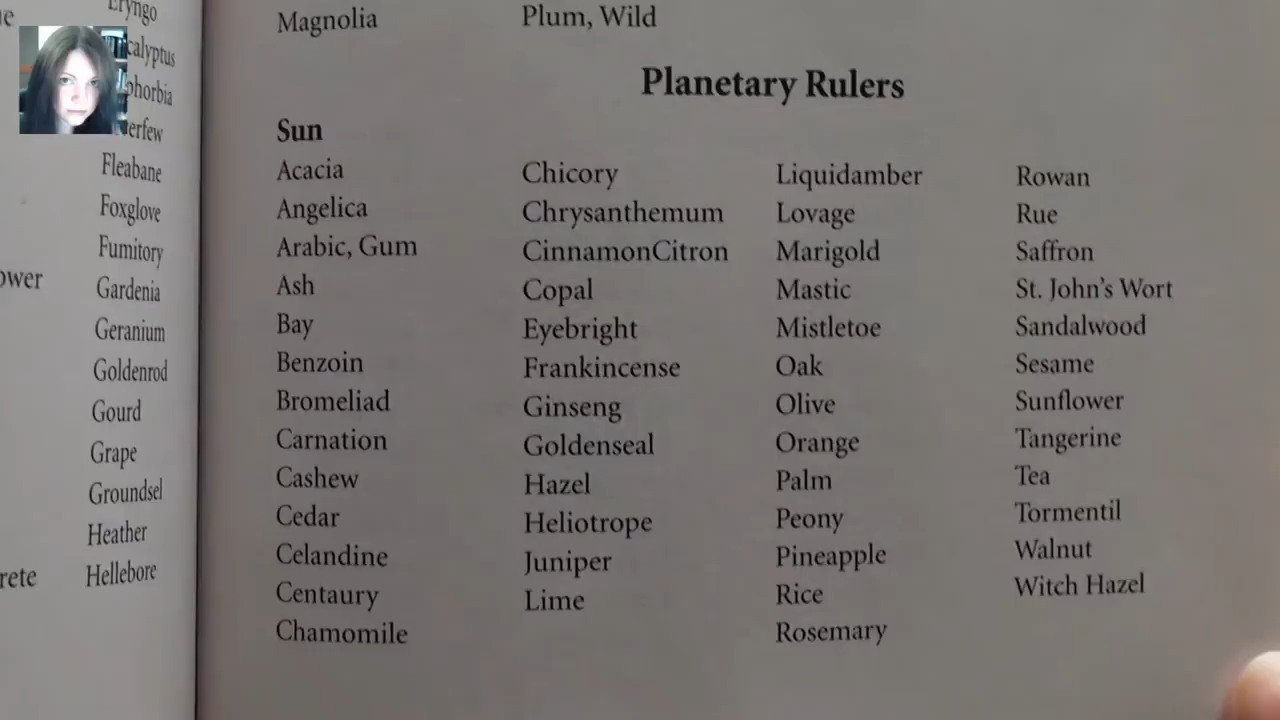 Eryngo
Fleabane
Foxglove
Fumitory
Gardenia
Geranium
Goldenrod
Gourd
Grape
Groundsel
Heather
Hellebore
Magnolia
Plum, Wild
Planetary Rulers
Sun
Acacia
Angelica
Arabic, Gum
Ash
Bay
Benzoin
Bromeliad
Carnation
Cashew
Cedar
Celandine
Centaury
Chamomile
Chicory
Chrysanthemum
CinnamonCitron
Copal
Eyebright
Frankincense
Ginseng
Goldenseal
Hazel
Heliotrope
Juniper
Lime
Liquidamber
Lovage
Marigold
Mastic
Mistletoe
Oak
Olive
Orange
Palm
Peony
Pineapple
Rice
Rosemary
Rowan
Rue
Saffron
St. John's Wort
Sandalwood
Sesame
Sunflower
Tangerine
Tea
Tormentil
Walnut
Witch Hazel